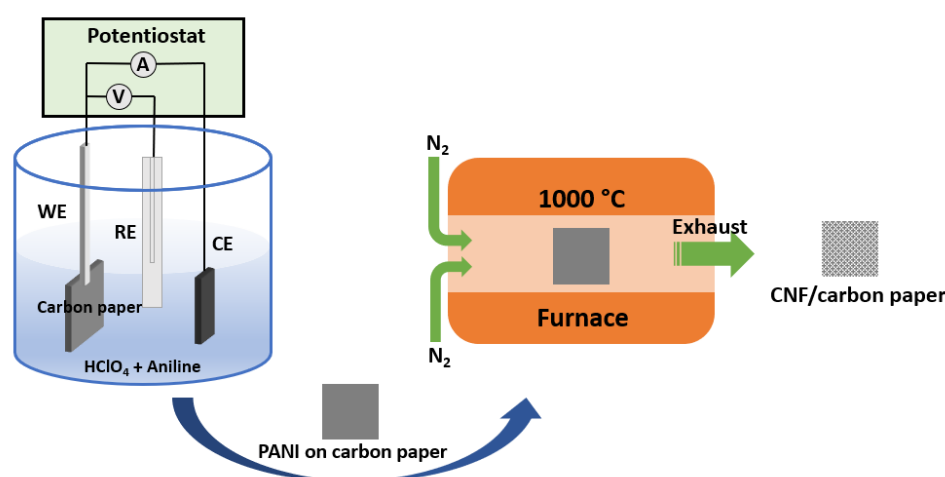 Potentiostat
A
V
WE
RE
CE
Carbon paper
HClO₄ + Aniline
PANI on carbon paper
N₂
1000 °C
Exhaust
Furnace
N₂
CNF/carbon paper